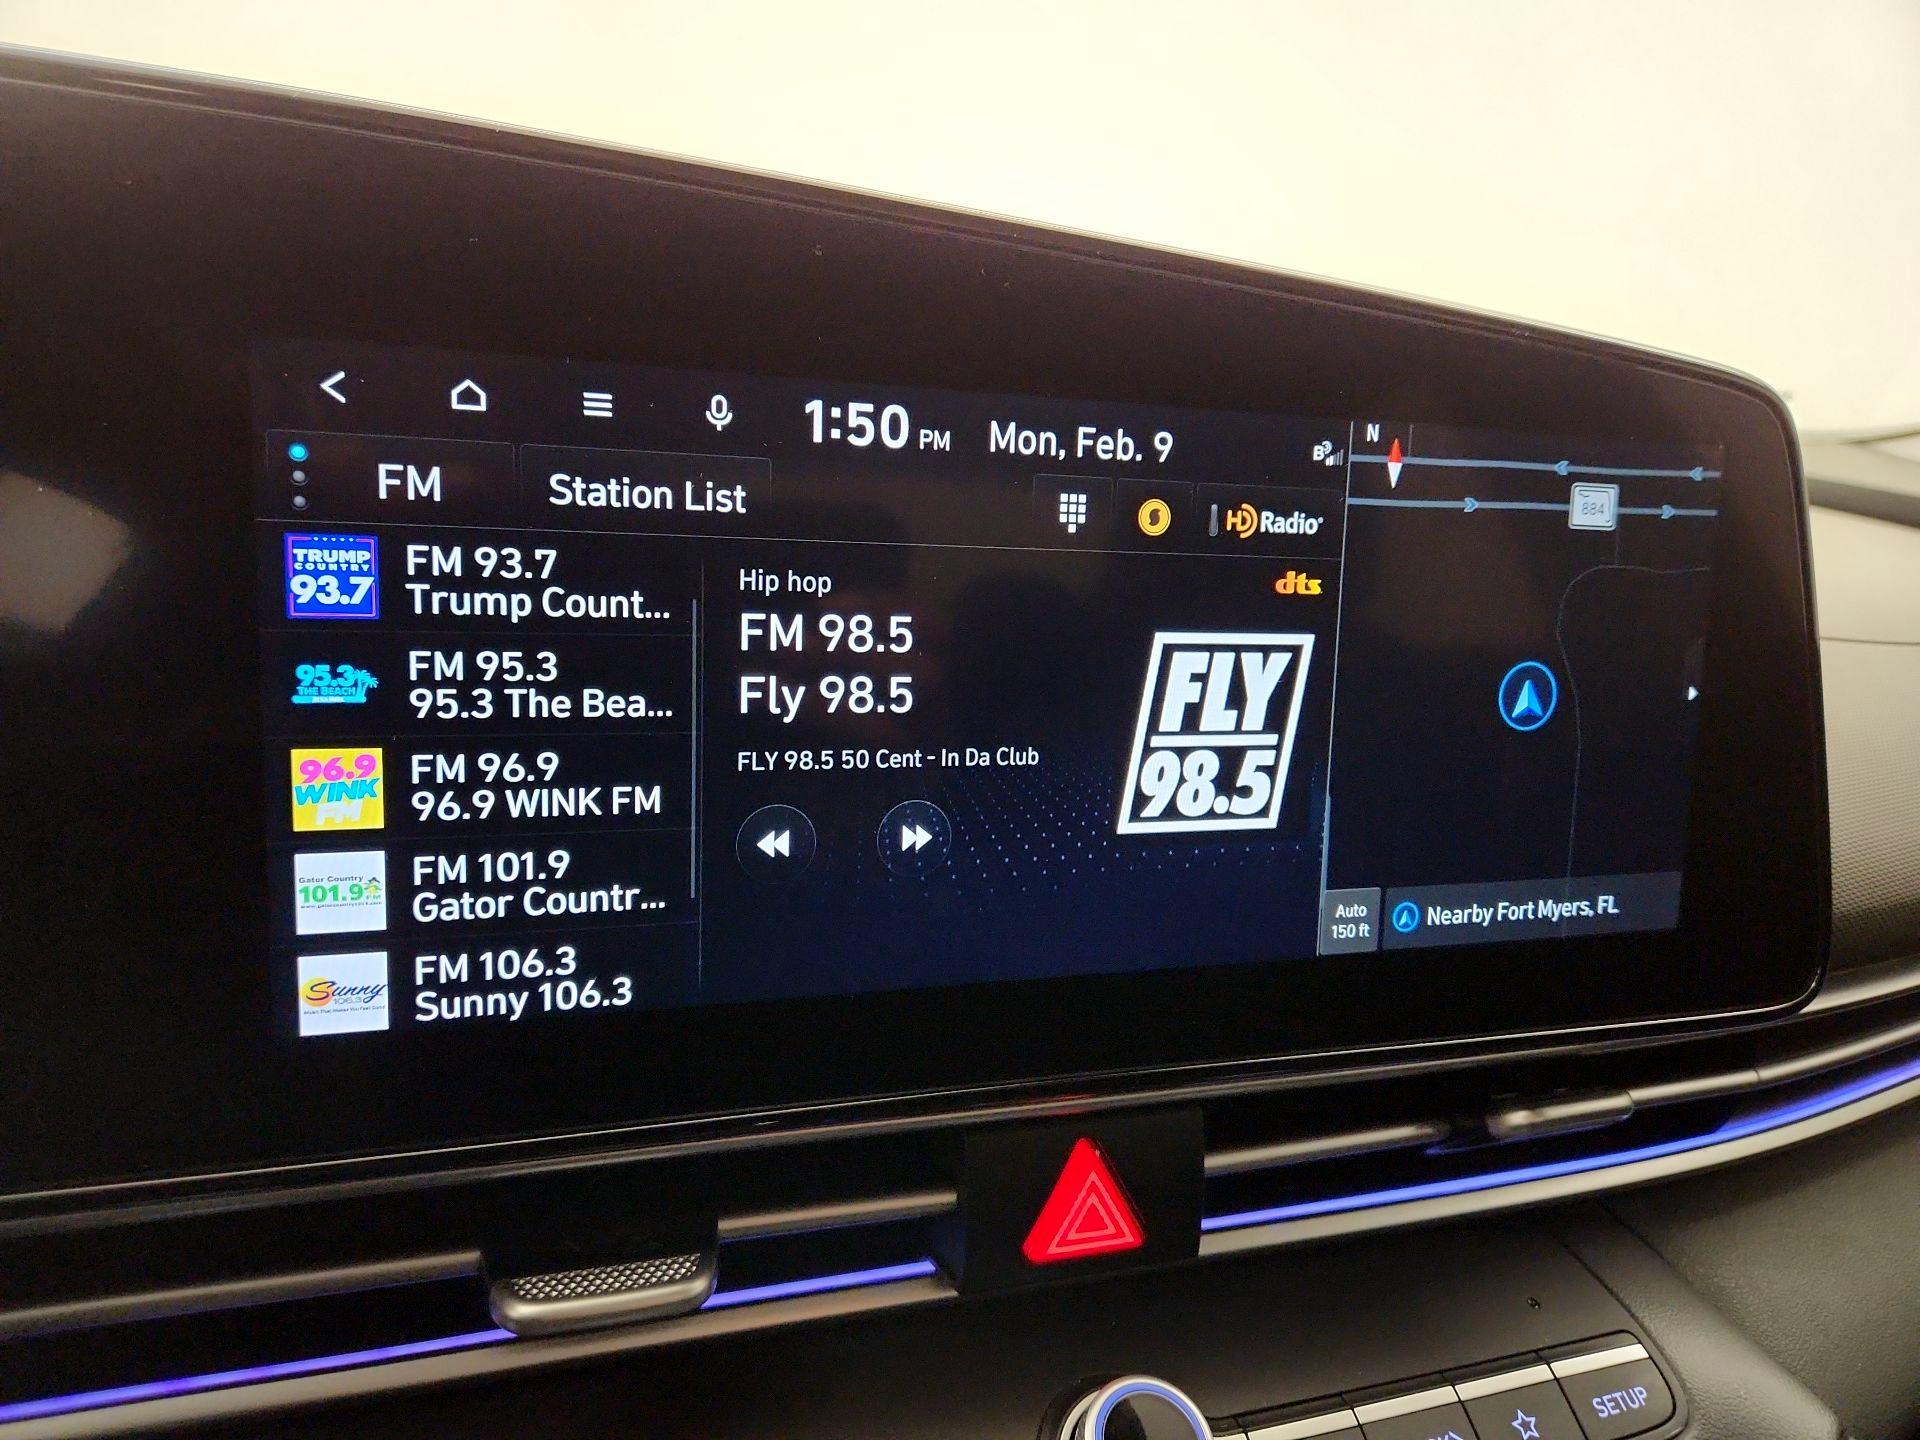 1:50 PM Mon, Feb. 9
N
FM
Station List
HD Radio
884
TRUMP
COUNTRY
93.7
FM 93.7
Trump Count...
95.3
THE BEACH
FM 95.3
95.3 The Bea...
96.9
WINK
FM
FM 96.9
96.9 WINK FM
Gator Country
101.9 FM
FM 101.9
Gator Countr...
Sunny
106.3
FM 106.3
Sunny 106.3
Hip hop
dts
FM 98.5
Fly 98.5
FLY 98.5 50 Cent - In Da Club
FLY
98.5
Auto
150 ft
Nearby Fort Myers, FL
SETUP